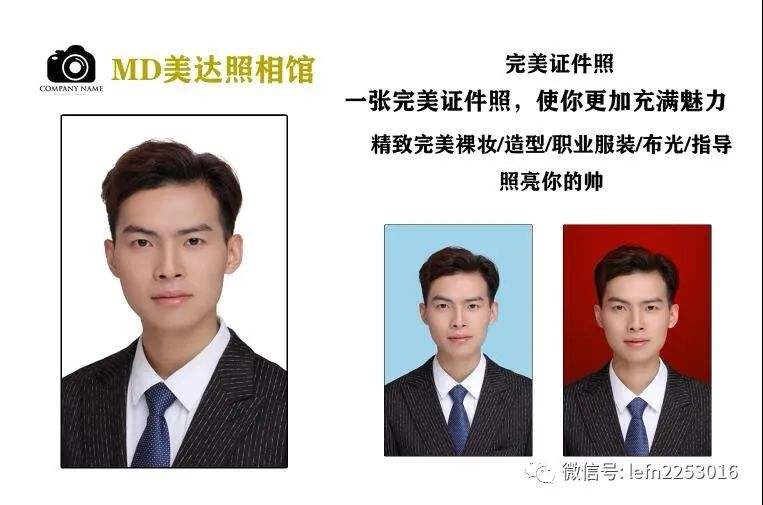 COMPANY NAME
MD美达照相馆
完美证件照
一张完美证件照，使你更加充满魅力
精致完美裸妆/造型/职业服装/布光/指导
照亮你的帅
微信号: lefn2253016